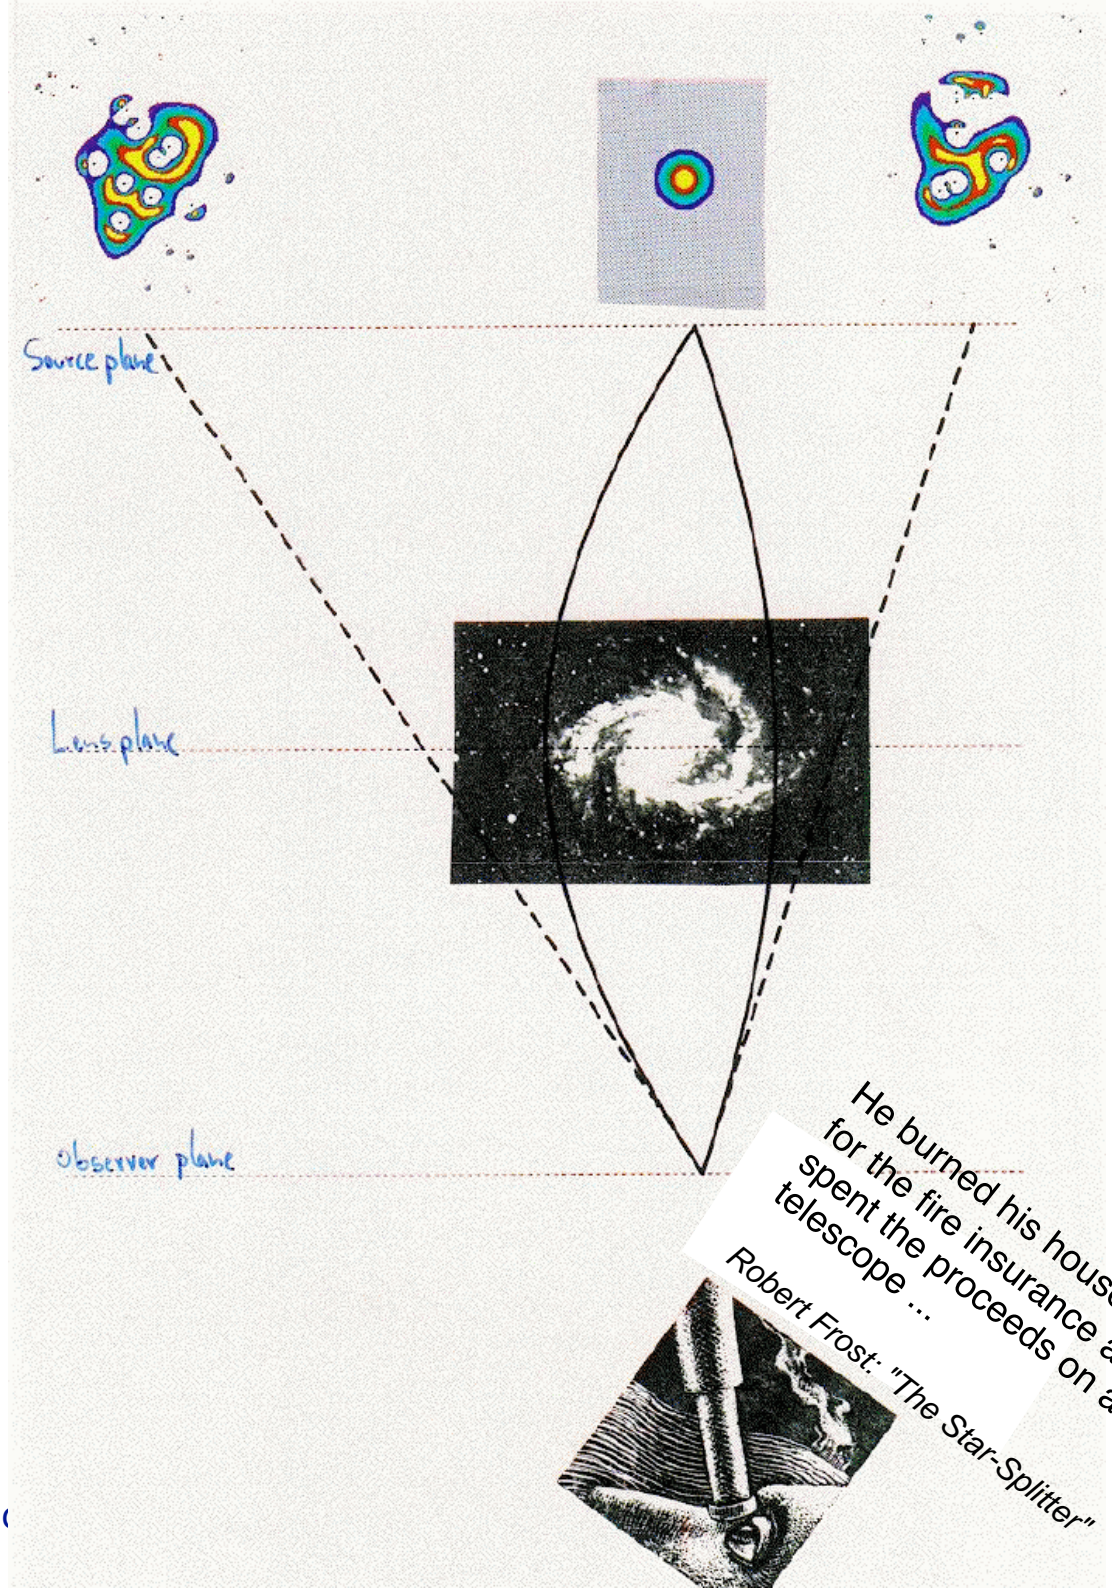 Source plane
Lens plane
Observer plane
He burned his house
for the fire insurance a
spent the proceeds on a
telescope ...
Robert Frost: "The Star-Splitter"